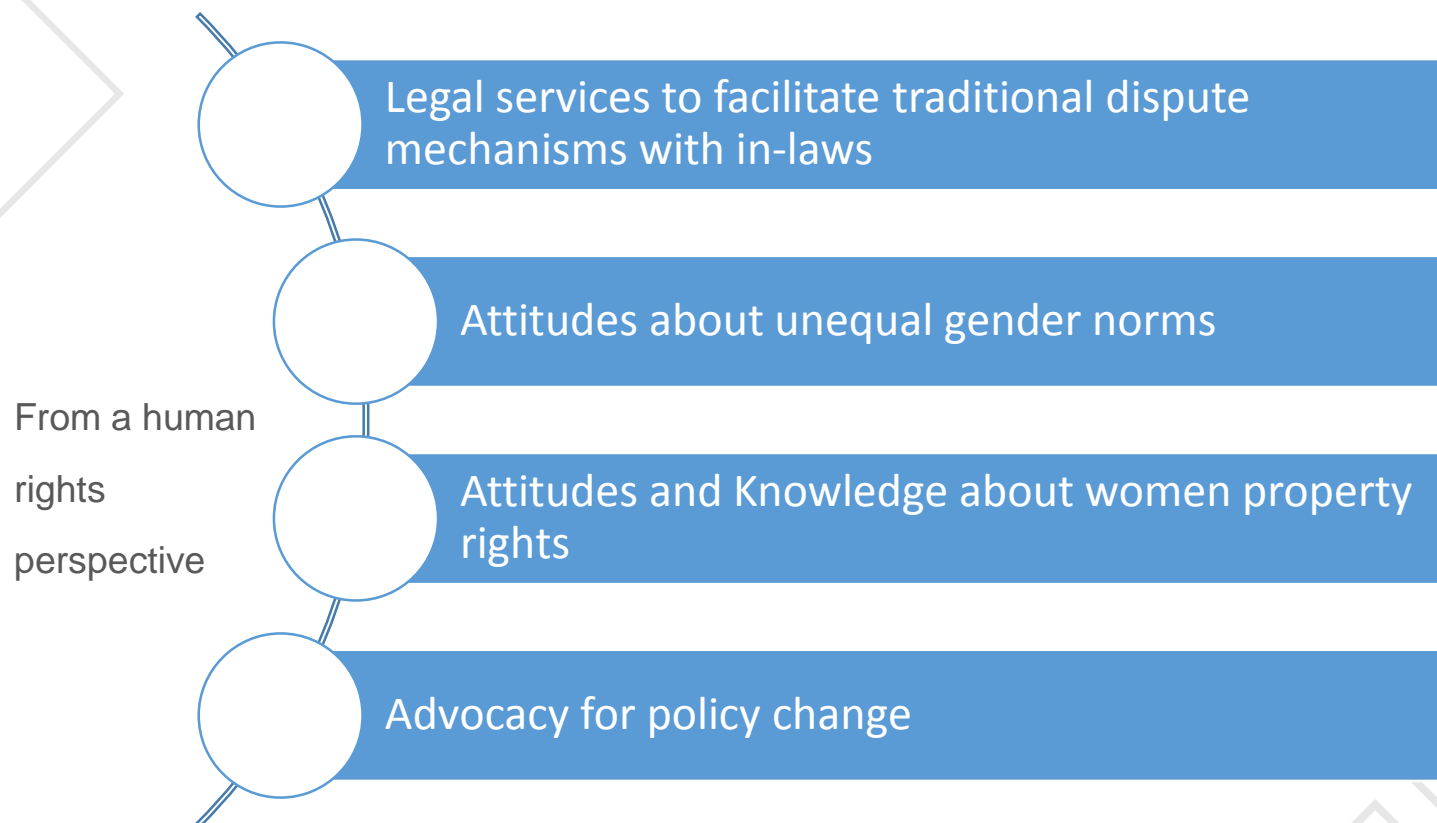 Legal services to facilitate traditional dispute
mechanisms with in-laws
Attitudes about unequal gender norms
From a human
rights
perspective
Attitudes and Knowledge about women property
rights
Advocacy for policy change